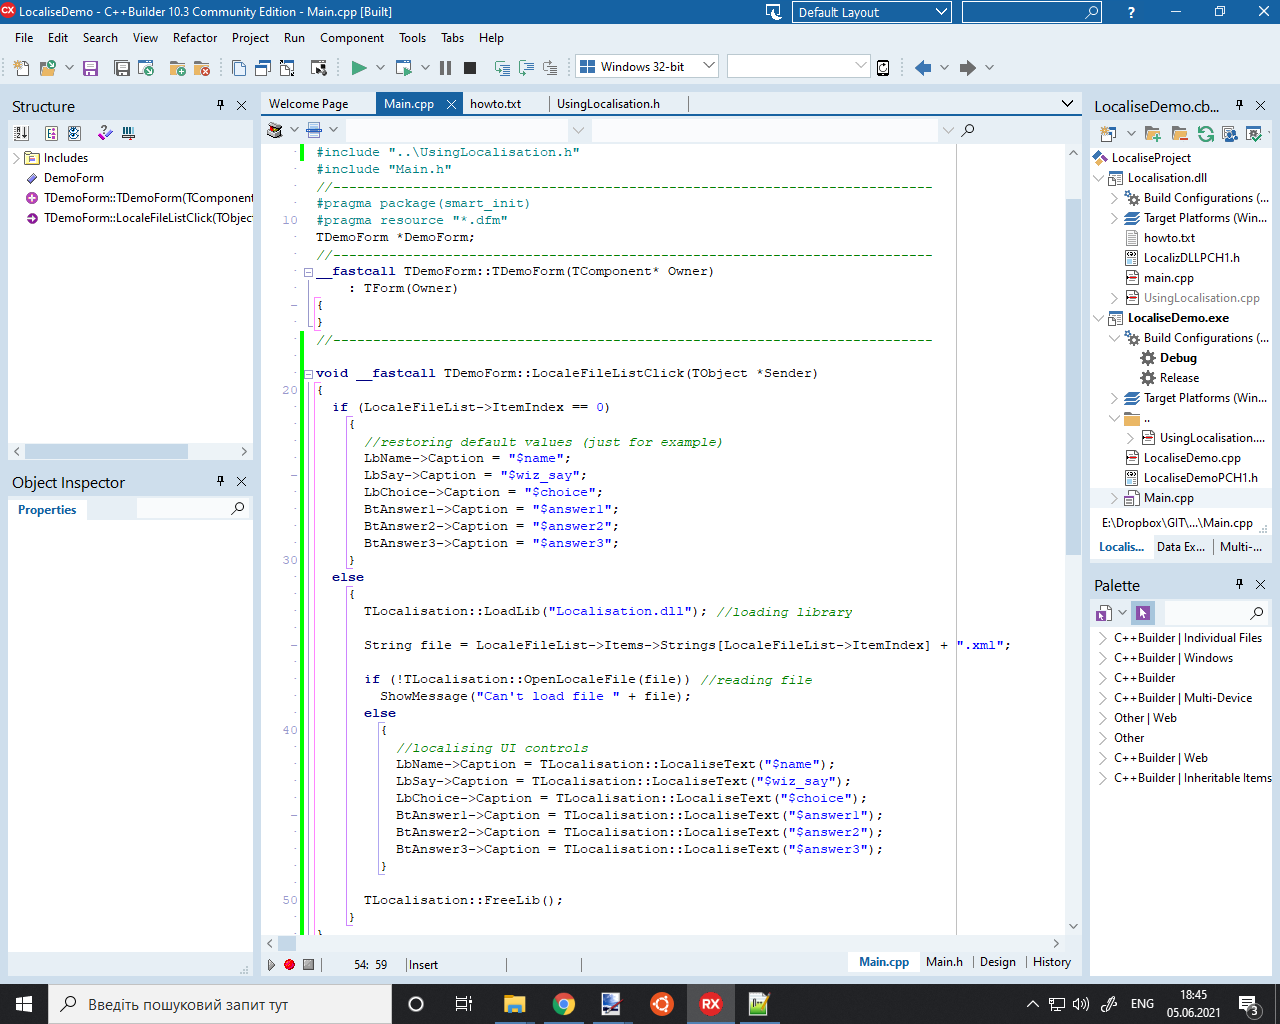 LocaliseDemo - C++Builder 10.3 Community Edition - Main.cpp [Built]
Default Layout
File Edit Search View Refactor Project Run Component Tools Tabs Help
Windows 32-bit
Structure
Includes
DemoForm
TDemoForm::TDemoForm(TComponent
TDemoForm::LocaleFileListClick(TObjec
Object Inspector
Properties
Welcome Page Main.cpp howto.txt UsingLocalisation.h
#include "..\UsingLocalisation.h"
#include "Main.h"
//---------------------------------------------------------------------------
#pragma package(smart_init)
10 #pragma resource "*.dfm"
TDemoForm *DemoForm;
//---------------------------------------------------------------------------
__fastcall TDemoForm::TDemoForm(TComponent* Owner)
: TForm(Owner)
{
}
//---------------------------------------------------------------------------
void __fastcall TDemoForm::LocaleFileListClick(TObject *Sender)
20 {
if (LocaleFileList->ItemIndex == 0)
{
//restoring default values (just for example)
LbName->Caption = "$name";
LbSay->Caption = "$wiz_say";
LbChoice->Caption = "$choice";
BtAnswer1->Caption = "$answer1";
BtAnswer2->Caption = "$answer2";
BtAnswer3->Caption = "$answer3";
30 }
else
{
TLocalisation::LoadLib("Localisation.dll"); //loading library
String file = LocaleFileList->Items->Strings[LocaleFileList->ItemIndex] + ".xml";
if (!TLocalisation::OpenLocaleFile(file)) //reading file
ShowMessage("Can't load file " + file);
else
40 {
//localising UI controls
LbName->Caption = TLocalisation::LocaliseText("$name");
LbSay->Caption = TLocalisation::LocaliseText("$wiz_say");
LbChoice->Caption = TLocalisation::LocaliseText("$choice");
BtAnswer1->Caption = TLocalisation::LocaliseText("$answer1");
BtAnswer2->Caption = TLocalisation::LocaliseText("$answer2");
BtAnswer3->Caption = TLocalisation::LocaliseText("$answer3");
}
50 TLocalisation::FreeLib();
}
}
54: 59 Insert
Main.cpp Main.h Design History
LocaliseDemo.cb...
LocaliseProject
Localisation.dll
Build Configurations (...
Target Platforms (Win...
howto.txt
LocalizDLLPCH1.h
main.cpp
UsingLocalisation.cpp
LocaliseDemo.exe
Build Configurations (...
Debug
Release
Target Platforms (Win...
..
UsingLocalisation....
LocaliseDemo.cpp
LocaliseDemoPCH1.h
Main.cpp
E:\Dropbox\GIT\...\Main.cpp
Localis... Data Ex... Multi-...
Palette
C++Builder | Individual Files
C++Builder | Windows
C++Builder
C++Builder | Multi-Device
Other | Web
Other
C++Builder | Web
C++Builder | Inheritable Items
Введіть пошуковий запит тут
RX
ENG
18:45
05.06.2021
3